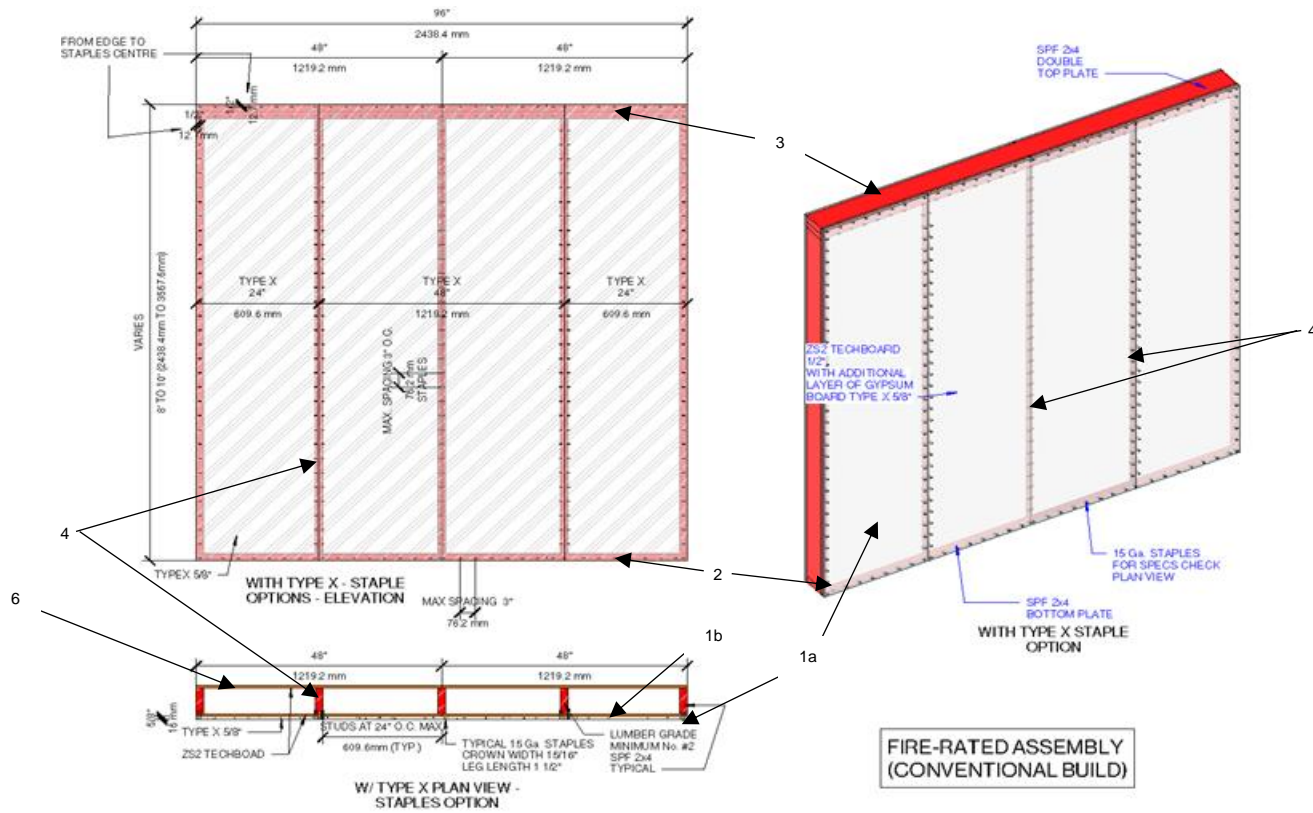 96"
2438.4 mm
FROM EDGE TO
STAPLES CENTRE
48"
48"
1219.2 mm
1219.2 mm
1/2"
12.7 mm
1/2"
12.7mm
VARIES
8' TO 10' (2438.4mm TO 3567.6mm)
TYPE X
24"
609.6 mm
TYPE X
48"
1219.2 mm
TYPE X
24"
609.6 mm
MAX. SPACING 3" O.C.
76.2 mm
STAPLES
3
4
2
TYPEX 5/8"
WITH TYPE X - STAPLE
OPTIONS - ELEVATION
MAX SPACING 3"
76.2 mm
SPF 2x4
DOUBLE
TOP PLATE
4
ZS2 TECHBOARD
1/2"
WITH ADDITIONAL
LAYER OF GYPSUM
BOARD TYPE X 5/8"
15 Ga. STAPLES
FOR SPECS CHECK
PLAN VIEW
SPF 2x4
BOTTOM PLATE
WITH TYPE X STAPLE
OPTION
6
1b
1a
48"
48"
1219.2 mm
1219.2 mm
5/8"
16 mm
TYPE X 5/8"
ZS2 TECHBOAD
STUDS AT 24" O.C. MAX
609.6mm (TYP.)
TYPICAL 15 Ga. STAPLES
CROWN WIDTH 15/16"
LEG LENGTH 1 1/2"
LUMBER GRADE
MINIMUM No. #2
SPF 2x4
TYPICAL
W/ TYPE X PLAN VIEW -
STAPLES OPTION
FIRE-RATED ASSEMBLY
(CONVENTIONAL BUILD)